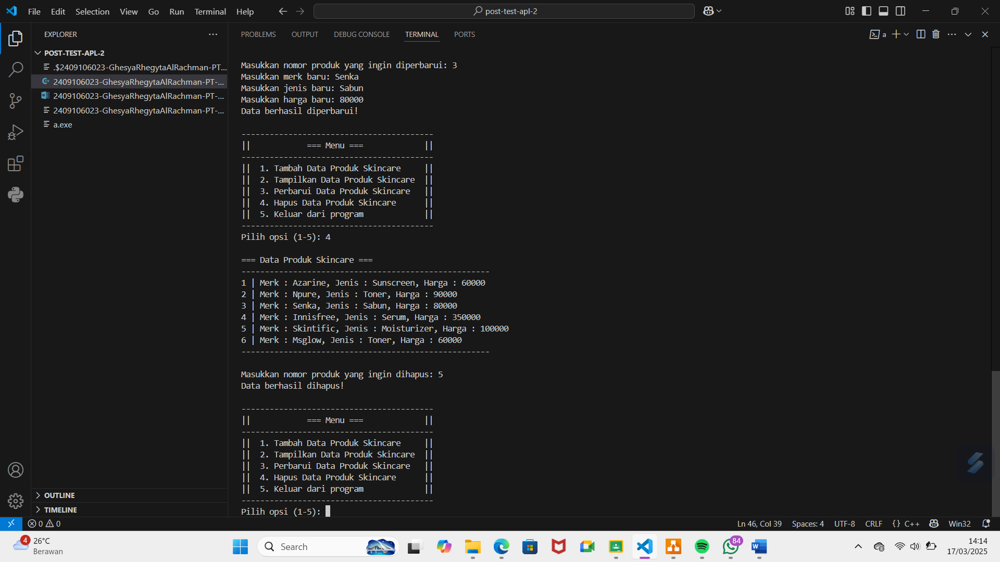 File Edit Selection View Go Run Terminal Help
post-test-apl-2
EXPLORER
POST-TEST-APL-2
.$2409106023-GhesyaRhegytaAlRachman-PT...
2409106023-GhesyaRhegytaAlRachman-PT-...
2409106023-GhesyaRhegytaAlRachman-PT-...
2409106023-GhesyaRhegytaAlRachman-PT-...
a.exe
OUTLINE
TIMELINE
PROBLEMS OUTPUT DEBUG CONSOLE TERMINAL PORTS
a
Masukkan nomor produk yang ingin diperbarui: 3
Masukkan merk baru: Senka
Masukkan jenis baru: Sabun
Masukkan harga baru: 80000
Data berhasil diperbarui!
-----------------------------------------
||            === Menu ===             ||
-----------------------------------------
||  1. Tambah Data Produk Skincare     ||
||  2. Tampilkan Data Produk Skincare  ||
||  3. Perbarui Data Produk Skincare   ||
||  4. Hapus Data Produk Skincare      ||
||  5. Keluar dari program             ||
-----------------------------------------
Pilih opsi (1-5): 4
=== Data Produk Skincare ===
-----------------------------------------------------
1 | Merk : Azarine, Jenis : Sunscreen, Harga : 60000
2 | Merk : Npure, Jenis : Toner, Harga : 90000
3 | Merk : Senka, Jenis : Sabun, Harga : 80000
4 | Merk : Innisfree, Jenis : Serum, Harga : 350000
5 | Merk : Skintific, Jenis : Moisturizer, Harga : 100000
6 | Merk : Msglow, Jenis : Toner, Harga : 60000
-----------------------------------------------------
Masukkan nomor produk yang ingin dihapus: 5
Data berhasil dihapus!
-----------------------------------------
||            === Menu ===             ||
-----------------------------------------
||  1. Tambah Data Produk Skincare     ||
||  2. Tampilkan Data Produk Skincare  ||
||  3. Perbarui Data Produk Skincare   ||
||  4. Hapus Data Produk Skincare      ||
||  5. Keluar dari program             ||
-----------------------------------------
Pilih opsi (1-5):
0 0
Ln 46, Col 39 Spaces: 4 UTF-8 CRLF {} C++ Win32
4
26°C
Berawan
Search
84
14:14
17/03/2025